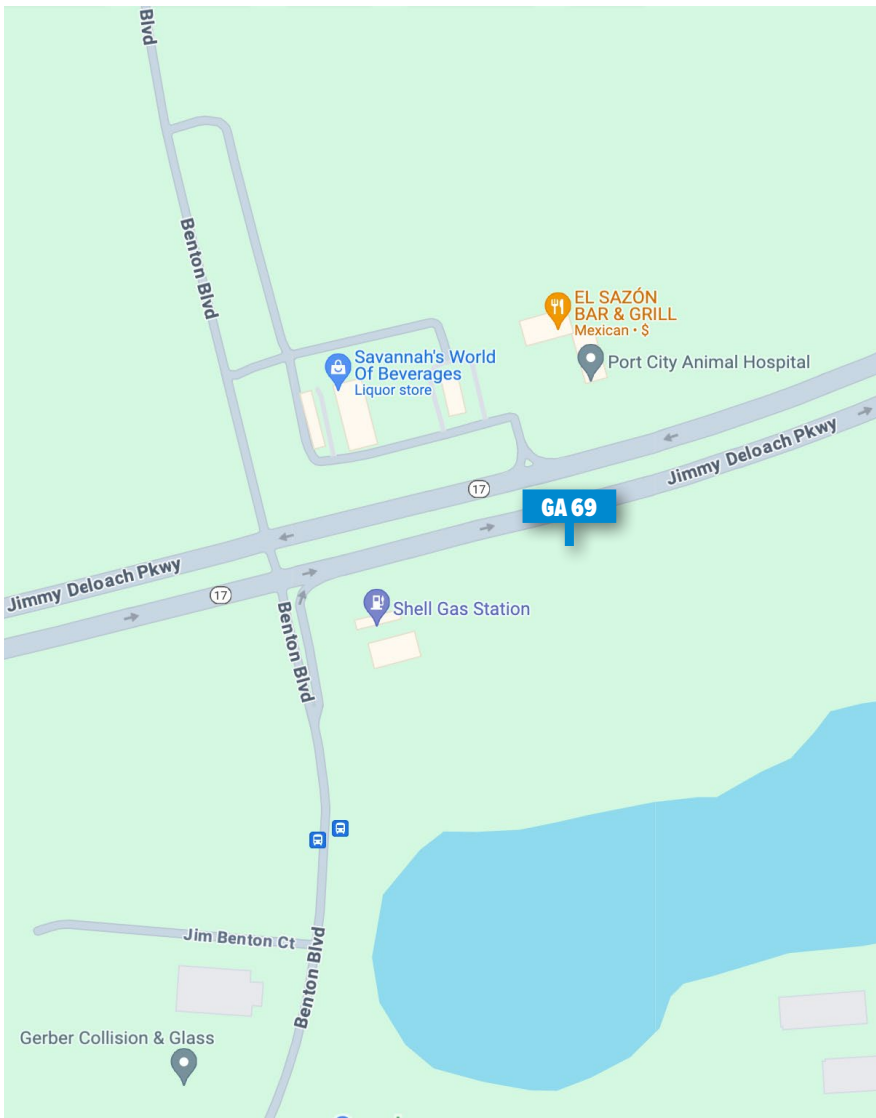 Blvd
Benton Blvd
EL SAZÓN
BAR & GRILL
Mexican • $
Savannah's World
Of Beverages
Liquor store
Port City Animal Hospital
Jimmy Deloach Pkwy
17
GA 69
Jimmy Deloach Pkwy
17
Shell Gas Station
Benton Blvd
Jim Benton Ct
Benton Blvd
Gerber Collision & Glass